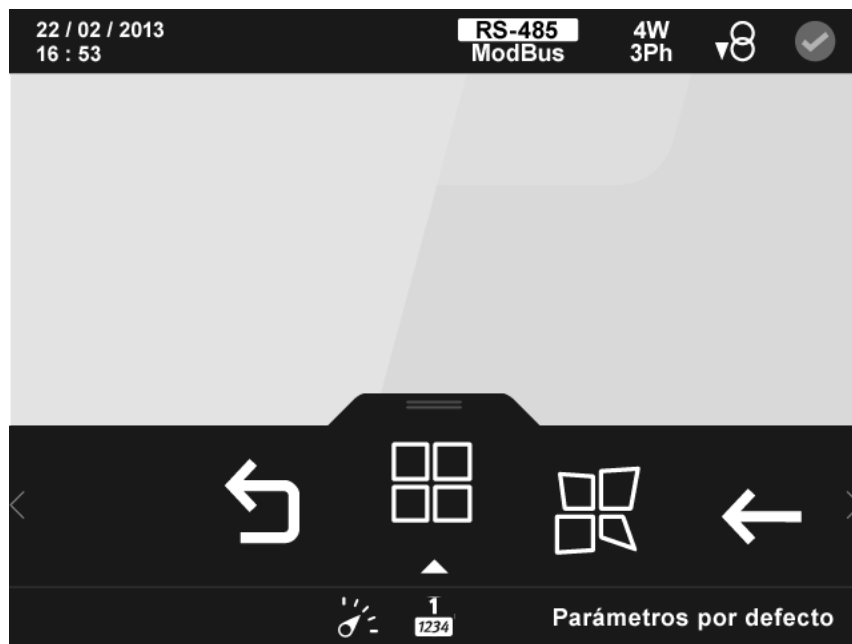 22 / 02 / 2013
16 : 53
RS-485
ModBus
4W
3Ph
1
1234
Parámetros por defecto